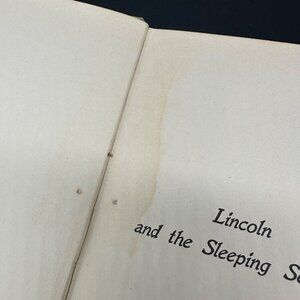 Lincoln
and the Sleeping